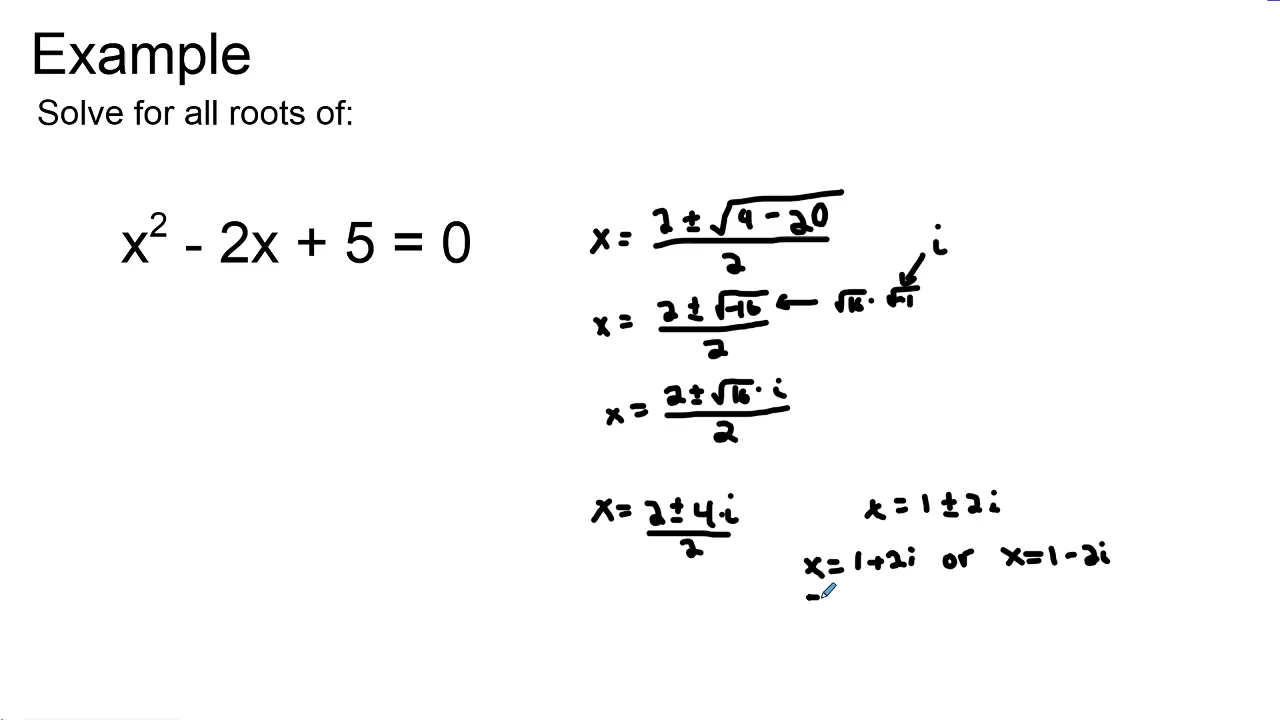 Example
Solve for all roots of:
x² - 2x + 5 = 0
x = (2 ± √(4 - 20)) / 2
i
x = (2 ± √-16) / 2 ← √16 · √-1
x = (2 ± √16 · i) / 2
x = (2 ± 4·i) / 2
x = 1 ± 2i
x = 1 + 2i or x = 1 - 2i